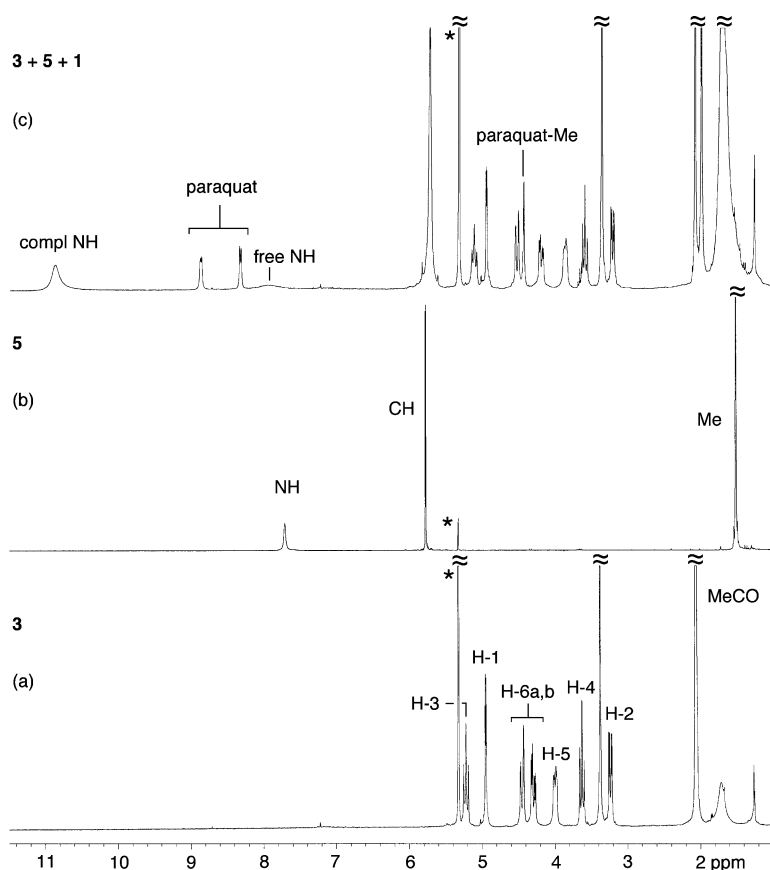 3 + 5 + 1
(c)
*
paraquat-Me
paraquat
compl NH
free NH
5
(b)
CH
Me
NH
*
3
(a)
*
MeCO
H-1
H-3
H-6a,b
H-4
H-5
H-2
11 10 9 8 7 6 5 4 3 2 ppm